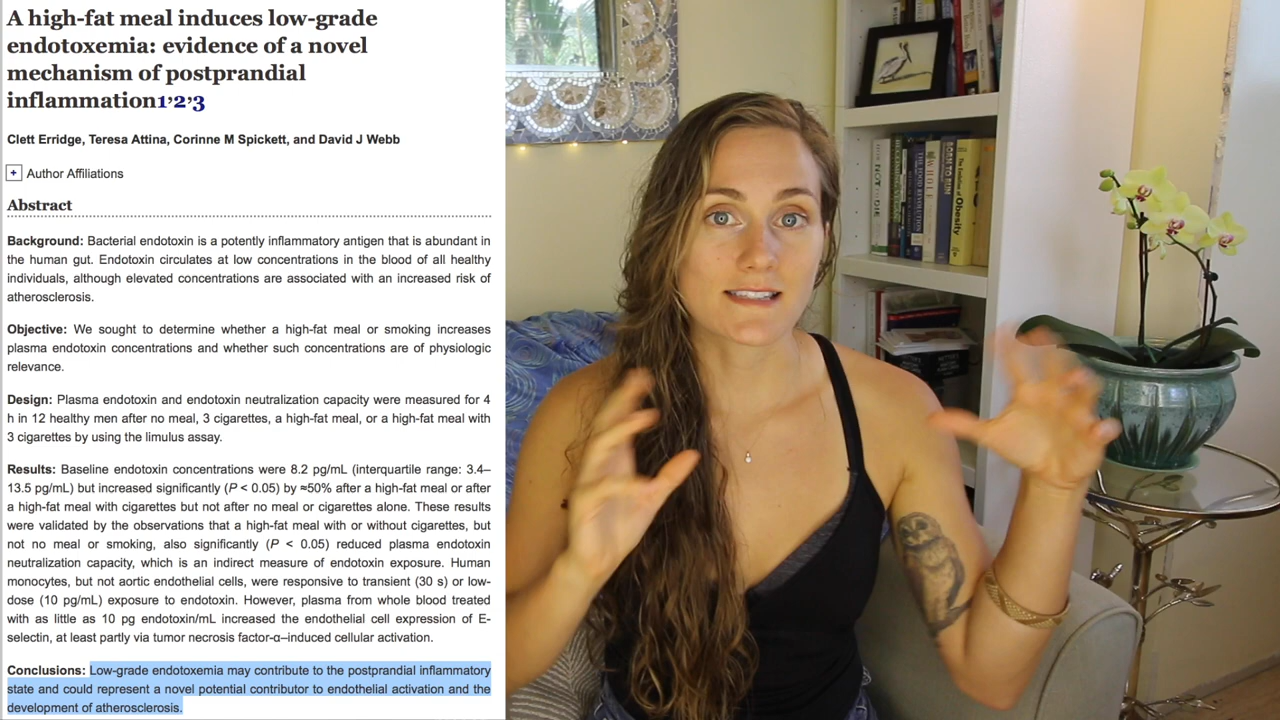 A high-fat meal induces low-grade
endotoxemia: evidence of a novel
mechanism of postprandial
inflammation1,2,3
Clett Erridge, Teresa Attina, Corinne M Spickett, and David J Webb
+ Author Affiliations
Abstract
Background: Bacterial endotoxin is a potently inflammatory antigen that is abundant in
the human gut. Endotoxin circulates at low concentrations in the blood of all healthy
individuals, although elevated concentrations are associated with an increased risk of
atherosclerosis.
Objective: We sought to determine whether a high-fat meal or smoking increases
plasma endotoxin concentrations and whether such concentrations are of physiologic
relevance.
Design: Plasma endotoxin and endotoxin neutralization capacity were measured for 4
h in 12 healthy men after no meal, 3 cigarettes, a high-fat meal, or a high-fat meal with
3 cigarettes by using the limulus assay.
Results: Baseline endotoxin concentrations were 8.2 pg/mL (interquartile range: 3.4–
13.5 pg/mL) but increased significantly (P < 0.05) by ≈50% after a high-fat meal or after
a high-fat meal with cigarettes but not after no meal or cigarettes alone. These results
were validated by the observations that a high-fat meal with or without cigarettes, but
not no meal or smoking, also significantly (P < 0.05) reduced plasma endotoxin
neutralization capacity, which is an indirect measure of endotoxin exposure. Human
monocytes, but not aortic endothelial cells, were responsive to transient (30 s) or low-
dose (10 pg/mL) exposure to endotoxin. However, plasma from whole blood treated
with as little as 10 pg endotoxin/mL increased the endothelial cell expression of E-
selectin, at least partly via tumor necrosis factor-α–induced cellular activation.
Conclusions: Low-grade endotoxemia may contribute to the postprandial inflammatory
state and could represent a novel potential contributor to endothelial activation and the
development of atherosclerosis.
NOT TO DIE
THE FOOD REVOLUTION
WHOLE
BORN TO RUN
Obesity